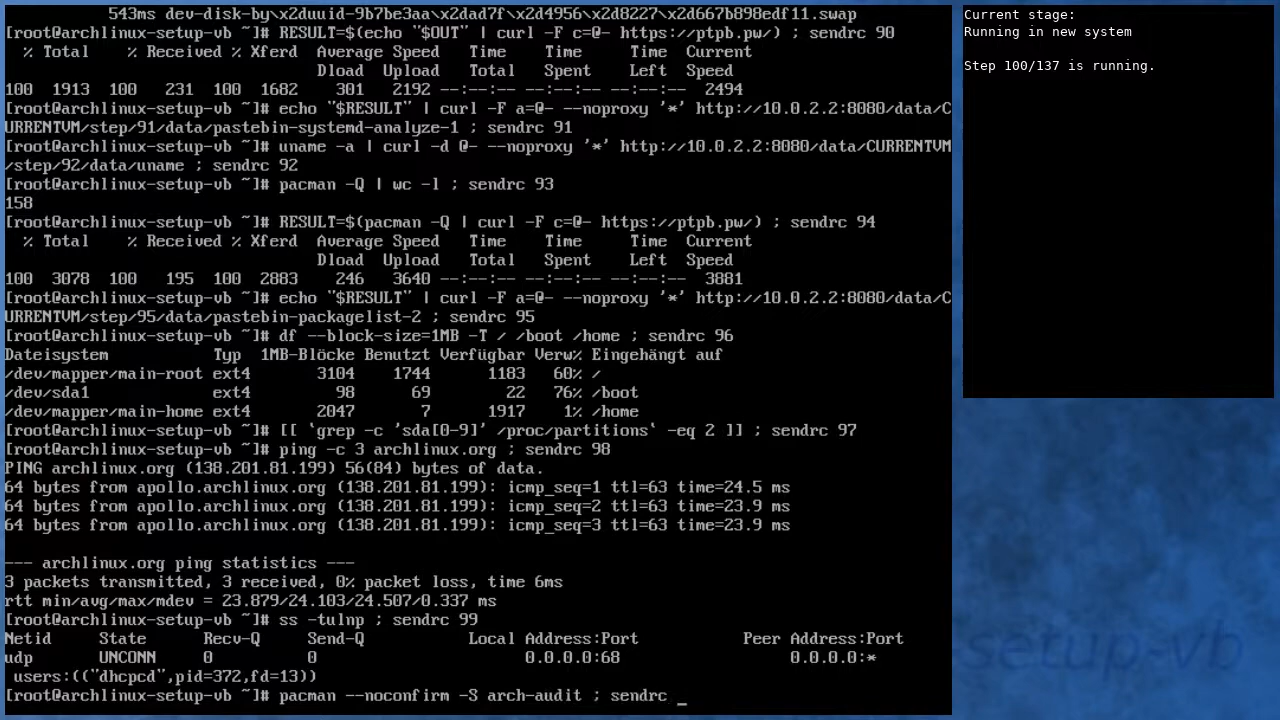 543ms dev-disk-by\x2duuid-9b7be3aa\x2dad7f\x2d4956\x2d8227\x2d667b898edf11.swap
[root@archlinux-setup-vb ~]# RESULT=$(echo "$OUT" | curl -F c=@- https://ptpb.pw/) ; sendrc 90
  % Total    % Received % Xferd  Average Speed   Time    Time     Time  Current
                                 Dload  Upload   Total   Spent    Left  Speed
100  1913  100   231  100  1682    301   2192 --:--:-- --:--:-- --:--:--  2494
[root@archlinux-setup-vb ~]# echo "$RESULT" | curl -F a=@- --noproxy '*' http://10.0.2.2:8080/data/C
URRENTVM/step/91/data/pastebin-systemd-analyze-1 ; sendrc 91
[root@archlinux-setup-vb ~]# uname -a | curl -d @- --noproxy '*' http://10.0.2.2:8080/data/CURRENTVM
/step/92/data/uname ; sendrc 92
[root@archlinux-setup-vb ~]# pacman -Q | wc -l ; sendrc 93
158
[root@archlinux-setup-vb ~]# RESULT=$(pacman -Q | curl -F c=@- https://ptpb.pw/) ; sendrc 94
  % Total    % Received % Xferd  Average Speed   Time    Time     Time  Current
                                 Dload  Upload   Total   Spent    Left  Speed
100  3078  100   195  100  2883    246   3640 --:--:-- --:--:-- --:--:--  3881
[root@archlinux-setup-vb ~]# echo "$RESULT" | curl -F a=@- --noproxy '*' http://10.0.2.2:8080/data/C
URRENTVM/step/95/data/pastebin-packagelist-2 ; sendrc 95
[root@archlinux-setup-vb ~]# df --block-size=1MB -T / /boot /home ; sendrc 96
Dateisystem           Typ  1MB-Blöcke Benutzt Verfügbar Verw% Eingehängt auf
/dev/mapper/main-root ext4       3104    1744      1183   60% /
/dev/sda1             ext4         98      69        22   76% /boot
/dev/mapper/main-home ext4       2047       7      1917    1% /home
[root@archlinux-setup-vb ~]# [[ `grep -c 'sda[0-9]' /proc/partitions` -eq 2 ]] ; sendrc 97
[root@archlinux-setup-vb ~]# ping -c 3 archlinux.org ; sendrc 98
PING archlinux.org (138.201.81.199) 56(84) bytes of data.
64 bytes from apollo.archlinux.org (138.201.81.199): icmp_seq=1 ttl=63 time=24.5 ms
64 bytes from apollo.archlinux.org (138.201.81.199): icmp_seq=2 ttl=63 time=23.9 ms
64 bytes from apollo.archlinux.org (138.201.81.199): icmp_seq=3 ttl=63 time=23.9 ms
--- archlinux.org ping statistics ---
3 packets transmitted, 3 received, 0% packet loss, time 6ms
rtt min/avg/max/mdev = 23.879/24.103/24.507/0.337 ms
[root@archlinux-setup-vb ~]# ss -tulnp ; sendrc 99
Netid     State      Recv-Q     Send-Q           Local Address:Port           Peer Address:Port
udp       UNCONN     0          0                      0.0.0.0:68                  0.0.0.0:*
 users:(("dhcpcd",pid=372,fd=13))
[root@archlinux-setup-vb ~]# pacman --noconfirm -S arch-audit ; sendrc _
Current stage:
Running in new system
Step 100/137 is running.
setup-vb